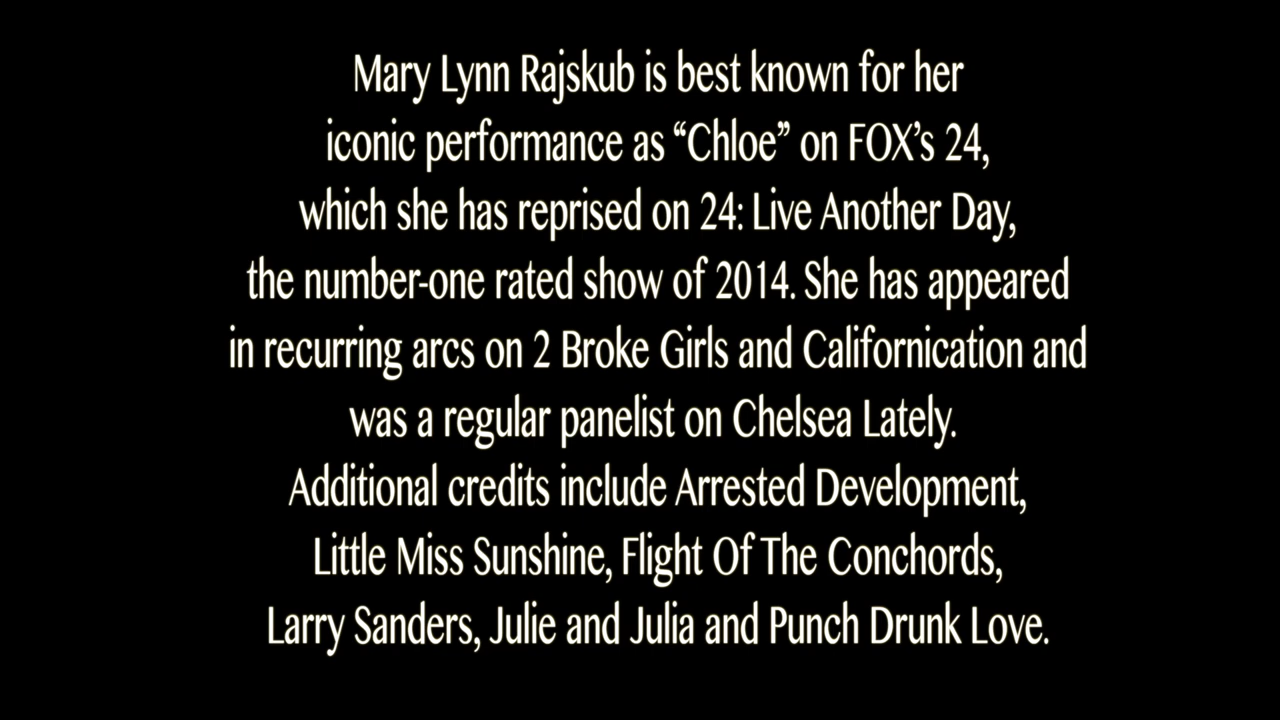 Mary Lynn Rajskub is best known for her
iconic performance as “Chloe” on FOX’s 24,
which she has reprised on 24: Live Another Day,
the number-one rated show of 2014. She has appeared
in recurring arcs on 2 Broke Girls and Californication and
was a regular panelist on Chelsea Lately.
Additional credits include Arrested Development,
Little Miss Sunshine, Flight Of The Conchords,
Larry Sanders, Julie and Julia and Punch Drunk Love.